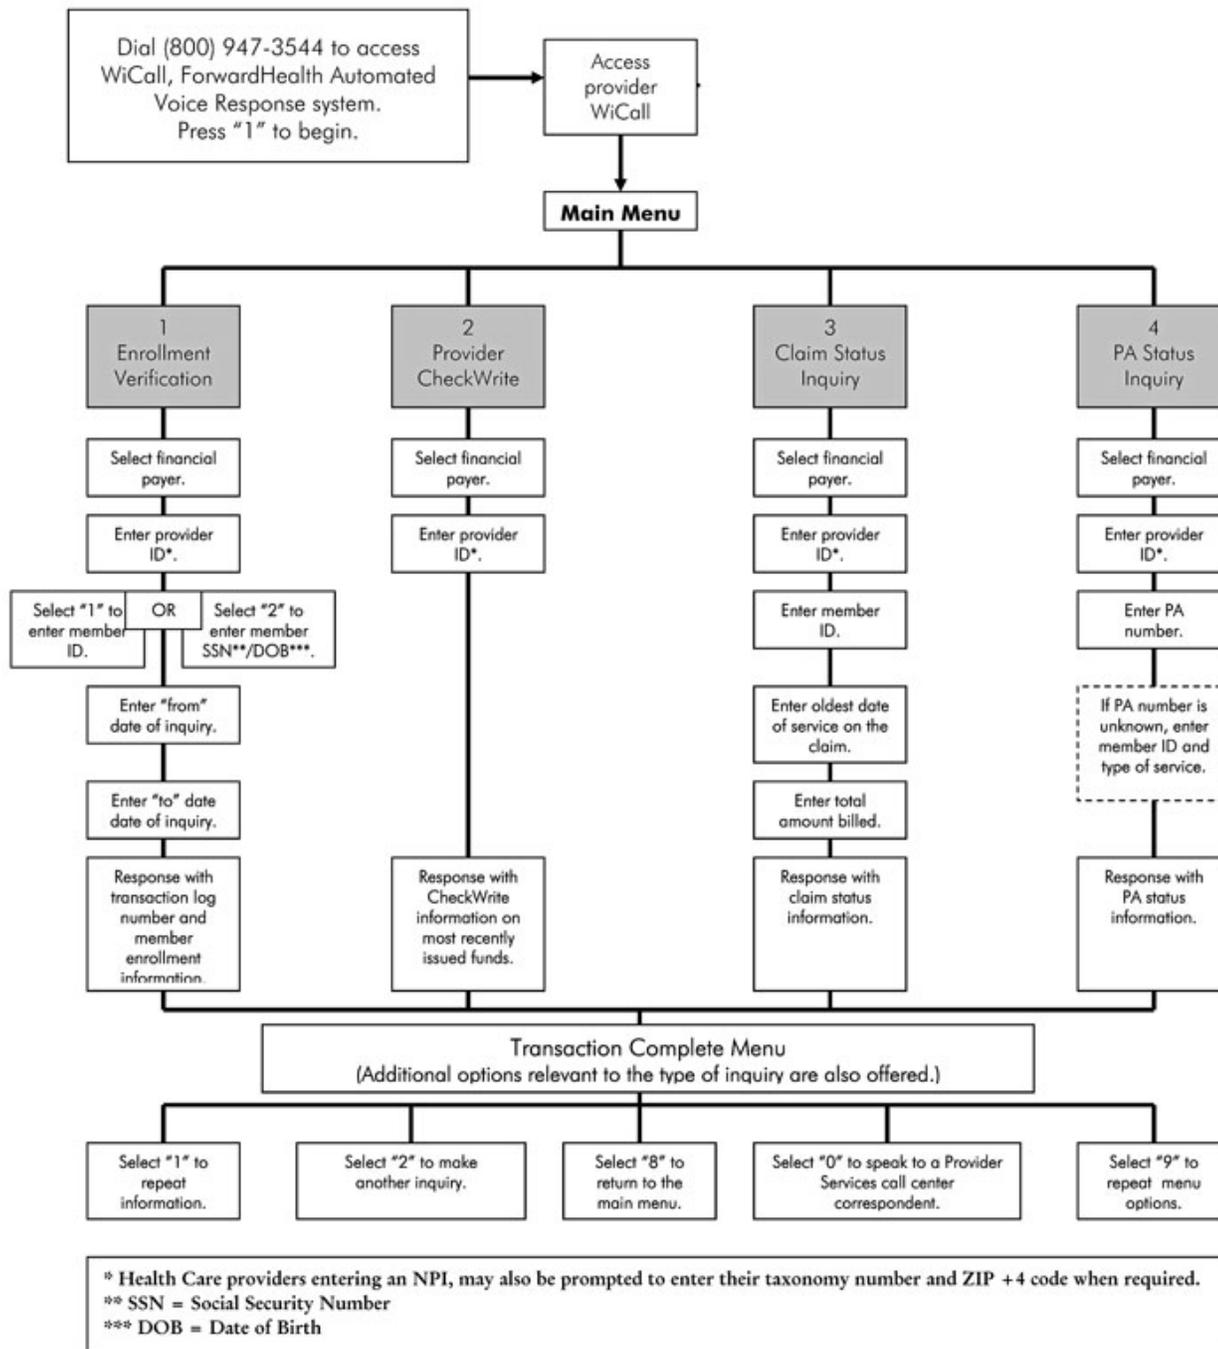 Dial (800) 947-3544 to access
WiCall, ForwardHealth Automated
Voice Response system.
Press “1” to begin.
Access
provider
WiCall
Main Menu
1
Enrollment
Verification
2
Provider
CheckWrite
3
Claim Status
Inquiry
4
PA Status
Inquiry
Select financial
payer.
Select financial
payer.
Select financial
payer.
Select financial
payer.
Enter provider
ID*.
Enter provider
ID*.
Enter provider
ID*.
Enter provider
ID*.
Select “1” to
enter member
ID.
OR
Select “2” to
enter member
SSN**/DOB***.
Enter member
ID.
Enter PA
number.
Enter “from”
date of inquiry.
Enter oldest date
of service on the
claim.
If PA number is
unknown, enter
member ID and
type of service.
Enter “to” date
date of inquiry.
Enter total
amount billed.
Response with
transaction log
number and
member
enrollment
information.
Response with
CheckWrite
information on
most recently
issued funds.
Response with
claim status
information.
Response with
PA status
information.
Transaction Complete Menu
(Additional options relevant to the type of inquiry are also offered.)
Select “1” to
repeat
information.
Select “2” to make
another inquiry.
Select “8” to
return to the
main menu.
Select “0” to speak to a Provider
Services call center
correspondent.
Select “9” to
repeat menu
options.
* Health Care providers entering an NPI, may also be prompted to enter their taxonomy number and ZIP +4 code when required.
** SSN = Social Security Number
*** DOB = Date of Birth